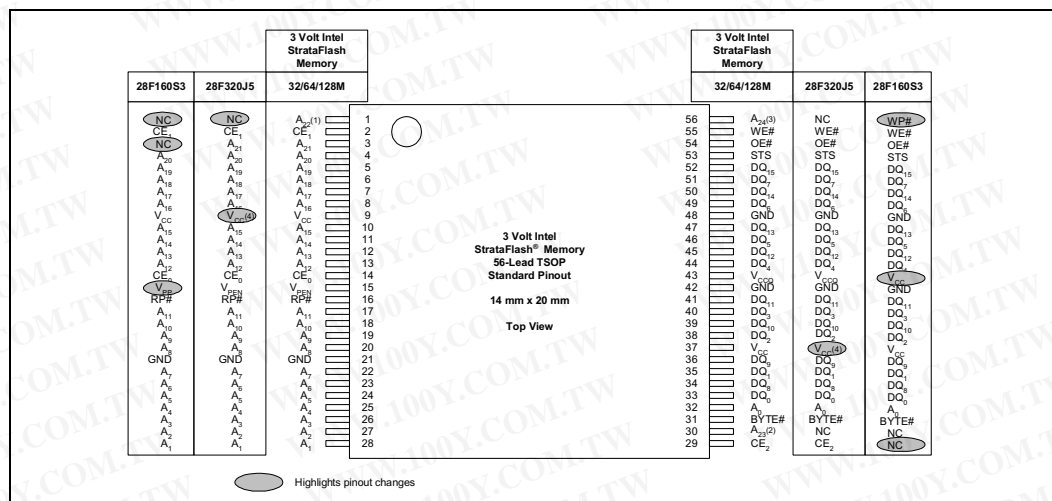 3 Volt Intel StrataFlash Memory
3 Volt Intel StrataFlash Memory
28F160S3 28F320J5 32/64/128M
32/64/128M 28F320J5 28F160S3
NC NC A22(1) 1 56 A24(3) NC WP#
CE1 CE1 CE1 2 55 WE# WE# WE#
NC A21 A21 3 54 OE# OE# OE#
A20 A20 A20 4 53 STS STS STS
A19 A19 A19 5 52 DQ15 DQ15 DQ15
A18 A18 A18 6 51 DQ7 DQ7 DQ7
A17 A17 A17 7 50 DQ14 DQ14 DQ14
A16 A16 A16 8 49 DQ6 DQ6 DQ6
VCC VCC(4) VCC 9 48 GND GND GND
A15 A15 A15 10 47 DQ13 DQ13 DQ13
A14 A14 A14 11 46 DQ5 DQ5 DQ5
A13 A13 A13 12 45 DQ12 DQ12 DQ12
A12 A12 A12 13 44 DQ4 DQ4 DQ4
CE0 CE0 CE0 14 43 VCCQ VCCQ VCC
VPP VPEN VPEN 15 42 GND GND GND
RP# RP# RP# 16 41 DQ11 DQ11 DQ11
A11 A11 A11 17 40 DQ3 DQ3 DQ3
A10 A10 A10 18 39 DQ10 DQ10 DQ10
A9 A9 A9 19 38 DQ2 DQ2 DQ2
A8 A8 A8 20 37 VCC VCC(4) VCC
GND GND GND 21 36 DQ9 DQ9 DQ9
A7 A7 A7 22 35 DQ1 DQ1 DQ1
A6 A6 A6 23 34 DQ8 DQ8 DQ8
A5 A5 A5 24 33 DQ0 DQ0 DQ0
A4 A4 A4 25 32 A0 A0 A0
A3 A3 A3 26 31 BYTE# BYTE# BYTE#
A2 A2 A2 27 30 A23(2) NC NC
A1 A1 A1 28 29 CE2 CE2 NC
3 Volt Intel
StrataFlash® Memory
56-Lead TSOP
Standard Pinout
14 mm x 20 mm
Top View
Highlights pinout changes
WWW.100Y.COM.TW